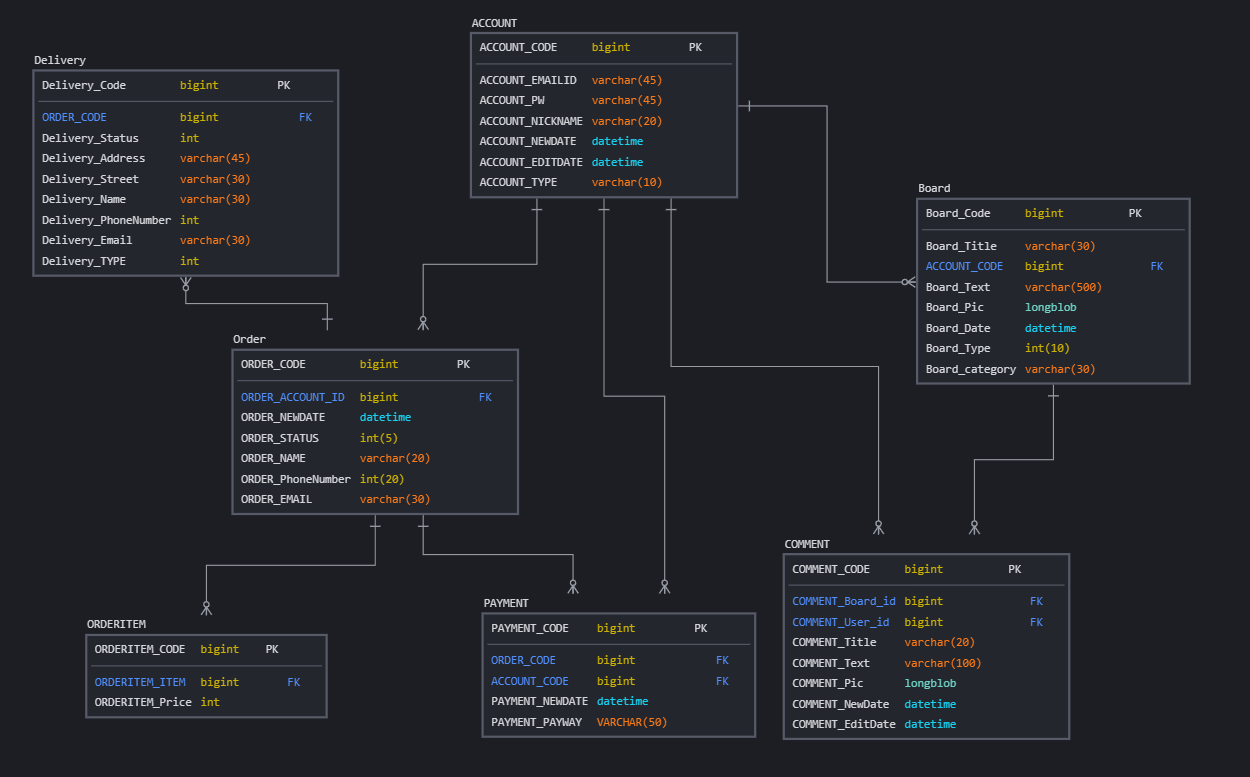 ACCOUNT
ACCOUNT_CODE bigint PK
ACCOUNT_EMAILID varchar(45)
ACCOUNT_PW varchar(45)
ACCOUNT_NICKNAME varchar(20)
ACCOUNT_NEWDATE datetime
ACCOUNT_EDITDATE datetime
ACCOUNT_TYPE varchar(10)
Delivery
Delivery_Code bigint PK
ORDER_CODE bigint FK
Delivery_Status int
Delivery_Address varchar(45)
Delivery_Street varchar(30)
Delivery_Name varchar(30)
Delivery_PhoneNumber int
Delivery_Email varchar(30)
Delivery_TYPE int
Board
Board_Code bigint PK
Board_Title varchar(30)
ACCOUNT_CODE bigint FK
Board_Text varchar(500)
Board_Pic longblob
Board_Date datetime
Board_Type int(10)
Board_category varchar(30)
Order
ORDER_CODE bigint PK
ORDER_ACCOUNT_ID bigint FK
ORDER_NEWDATE datetime
ORDER_STATUS int(5)
ORDER_NAME varchar(20)
ORDER_PhoneNumber int(20)
ORDER_EMAIL varchar(30)
COMMENT
COMMENT_CODE bigint PK
COMMENT_Board_id bigint FK
COMMENT_User_id bigint FK
COMMENT_Title varchar(20)
COMMENT_Text varchar(100)
COMMENT_Pic longblob
COMMENT_NewDate datetime
COMMENT_EditDate datetime
PAYMENT
PAYMENT_CODE bigint PK
ORDER_CODE bigint FK
ACCOUNT_CODE bigint FK
PAYMENT_NEWDATE datetime
PAYMENT_PAYWAY VARCHAR(50)
ORDERITEM
ORDERITEM_CODE bigint PK
ORDERITEM_ITEM bigint FK
ORDERITEM_Price int